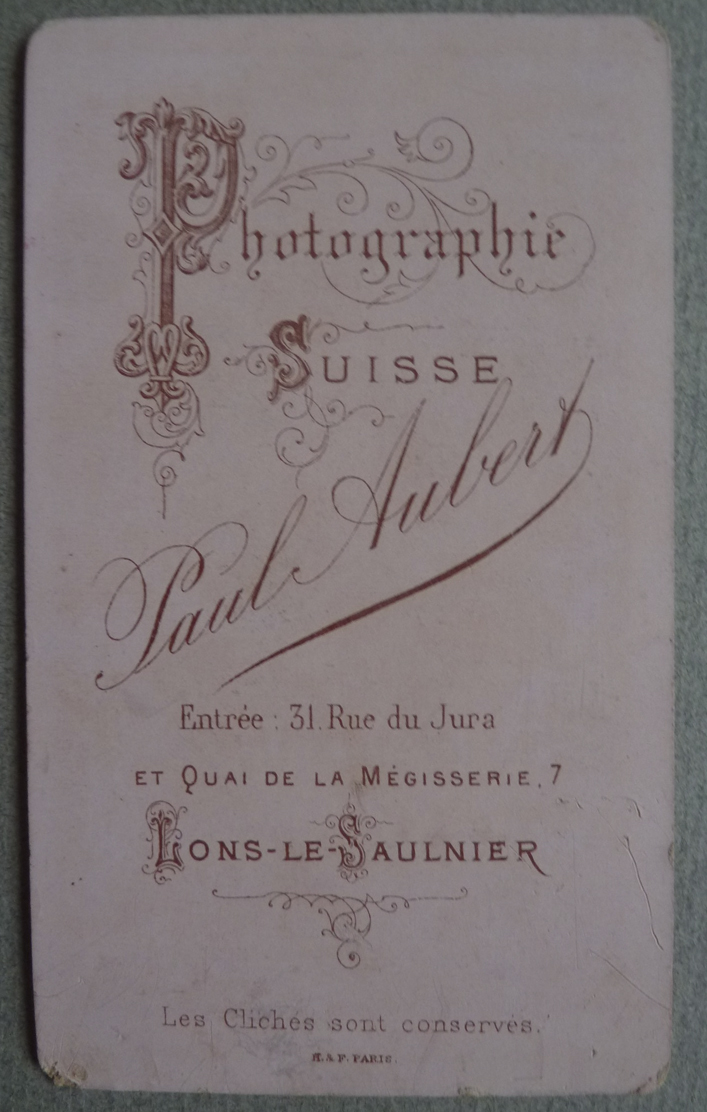 Photographie
SUISSE
Paul Aubert
Entrée : 31. Rue du Jura
ET QUAI DE LA MÉGISSERIE, 7
LONS-LE-SAULNIER
Les Clichés sont conservés.
& F. PARIS.